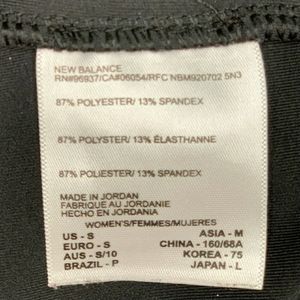 NEW BALANCE
RN#96937/CA#06054/RFC NBM920702 5N3
87% POLYESTER/ 13% SPANDEX
87% POLYESTER/ 13% ÉLASTHANNE
87% POLIESTER/ 13% SPANDEX
MADE IN JORDAN
FABRIQUÉ AU JORDANIE
HECHO EN JORDANIA
WOMEN'S/FEMMES/MUJERES
US - S ASIA - M
EURO - S CHINA - 160/68A
AUS - S/10 KOREA - 75
BRAZIL - P JAPAN - L